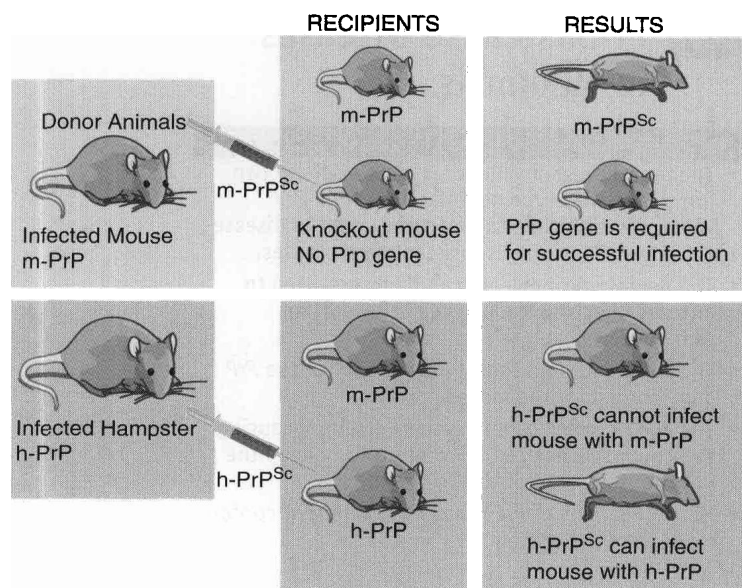 RECIPIENTS
RESULTS
Donor Animals
Infected Mouse
m-PrP
m-PrPSc
m-PrP
Knockout mouse
No Prp gene
m-PrPSc
PrP gene is required
for successful infection
Infected Hampster
h-PrP
h-PrPSc
m-PrP
h-PrP
h-PrPSc cannot infect
mouse with m-PrP
h-PrPSc can infect
mouse with h-PrP